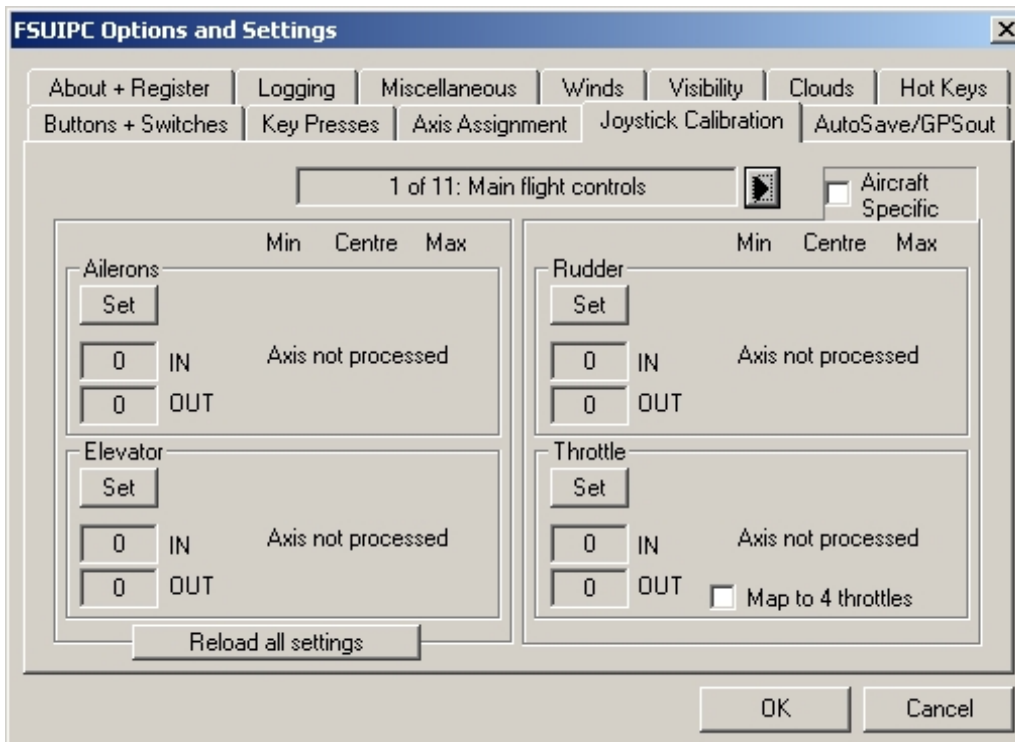 FSUIPC Options and Settings
About + Register Logging Miscellaneous Winds Visibility Clouds Hot Keys
Buttons + Switches Key Presses Axis Assignment Joystick Calibration AutoSave/GPSout
1 of 11: Main flight controls
Aircraft
Specific
Min Centre Max
Ailerons
Set
0 IN Axis not processed
0 OUT
Elevator
Set
0 IN Axis not processed
0 OUT
Reload all settings
Min Centre Max
Rudder
Set
0 IN Axis not processed
0 OUT
Throttle
Set
0 IN Axis not processed
0 OUT Map to 4 throttles
OK Cancel